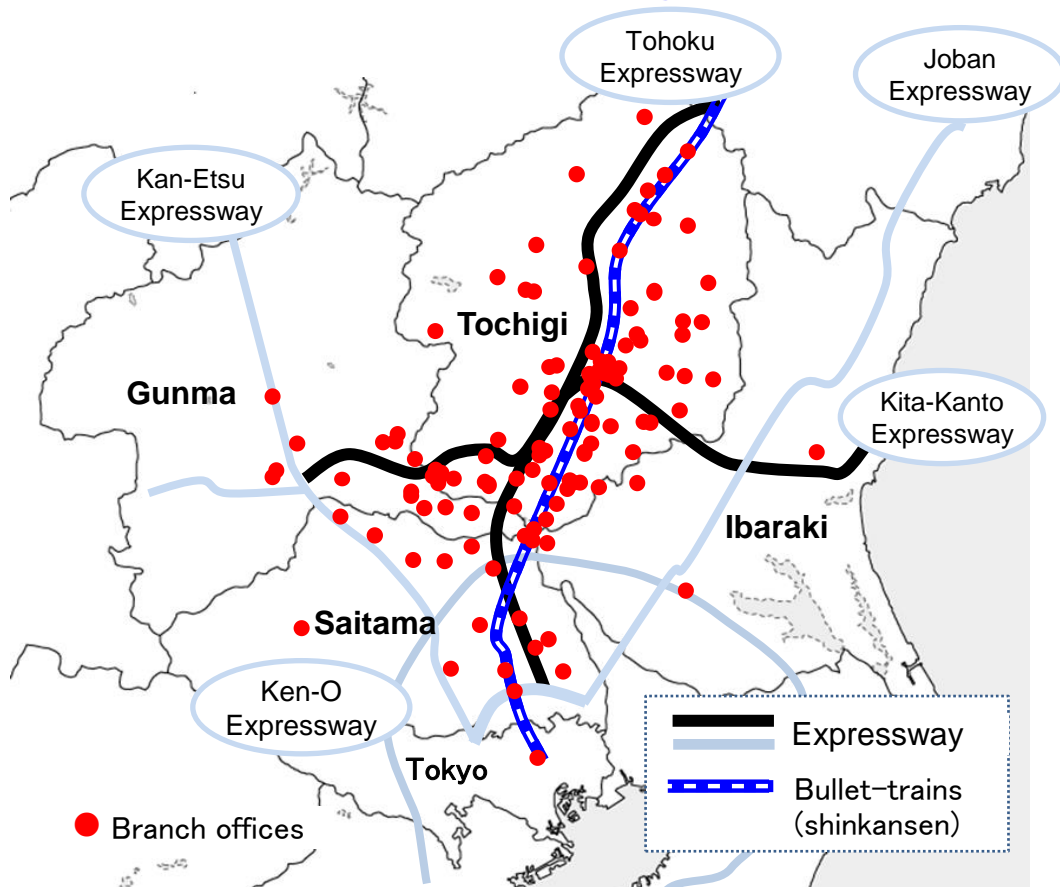 Tohoku
Expressway
Joban
Expressway
Kan-Etsu
Expressway
Tochigi
Gunma
Kita-Kanto
Expressway
Ibaraki
Saitama
Ken-O
Expressway
Expressway
Tokyo
Bullet-trains
(shinkansen)
Branch offices